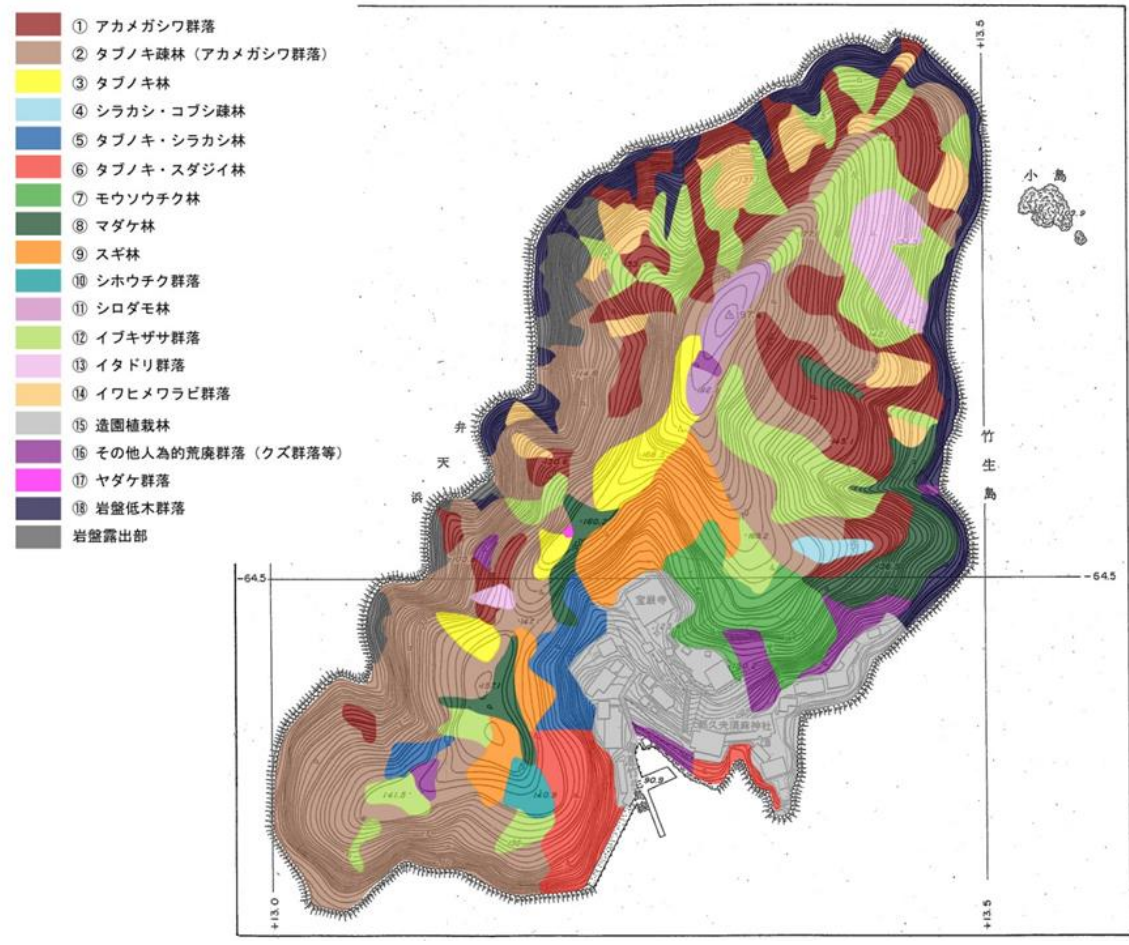 ① アカメガシワ群落
② タブノキ疎林（アカメガシワ群落）
③ タブノキ林
④ シラカシ・コブシ疎林
⑤ タブノキ・シラカシ林
⑥ タブノキ・スダジイ林
⑦ モウソウチク林
⑧ マダケ林
⑨ スギ林
⑩ シホウチク群落
⑪ シロダモ林
⑫ イブキザサ群落
⑬ イタドリ群落
⑭ イワヒメワラビ群落
⑮ 造園植栽林
⑯ その他人為的荒廃群落（クズ群落等）
⑰ ヤダケ群落
⑱ 岩盤低木群落
岩盤露出部
+13.5
小島
弁天浜
竹生島
-64.5
-64.5
宝厳寺
都久夫須麻神社
90.9
+13.0
+13.5